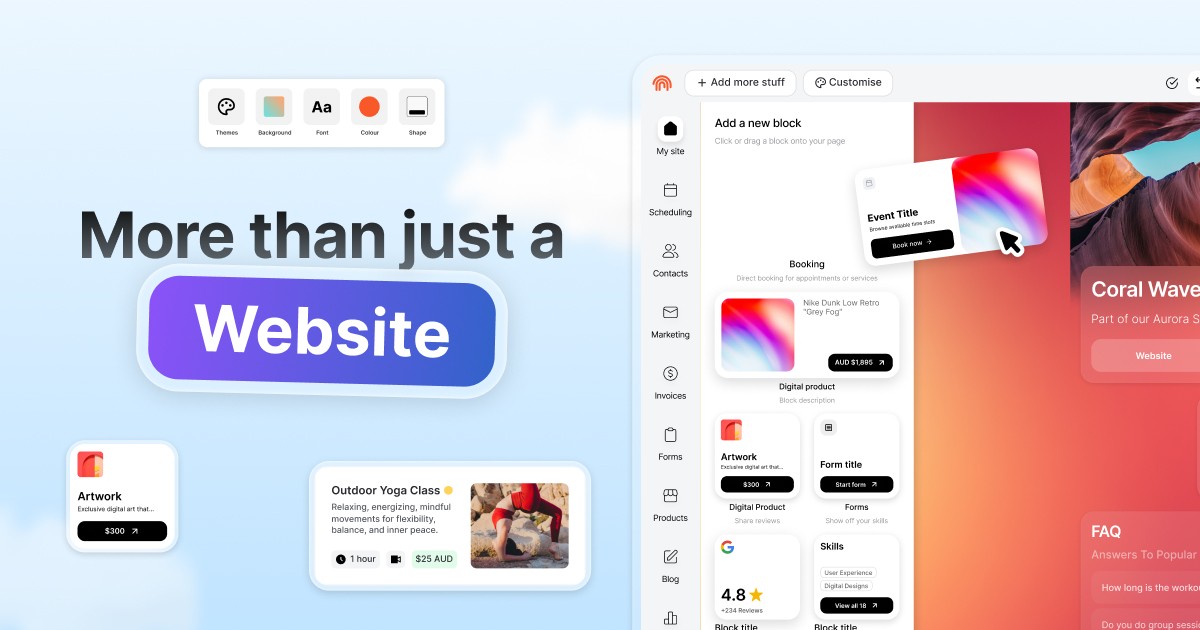 Themes
Background
Aa
Font
Colour
Shape
More than just a
Website
Artwork
Exclusive digital art that...
$300
Outdoor Yoga Class
Relaxing, energizing, mindful
movements for flexibility,
balance, and inner peace.
1 hour
$25 AUD
+ Add more stuff
Customise
My site
Scheduling
Contacts
Marketing
Invoices
Forms
Products
Blog
Add a new block
Click or drag a block onto your page
Event Title
Browse available time slots
Book now
Booking
Direct booking for appointments or services
Nike Dunk Low Retro
"Grey Fog"
AUD $1,895
Digital product
Block description
Artwork
Exclusive digital art that...
$300
Digital Product
Share reviews
Form title
Start form
Forms
Show off your skills
G
4.8
+234 Reviews
Block title
Skills
User Experience
Digital Designs
View all 18
Block title
Coral Wave
Part of our Aurora S
Website
FAQ
Answers To Popular
How long is the workou
Do you do group sessi